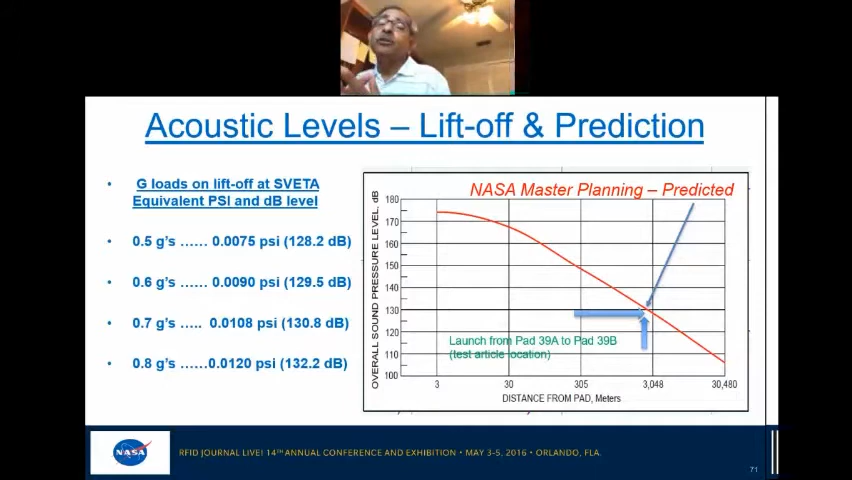 Acoustic Levels – Lift-off & Prediction
• G loads on lift-off at SVETA
Equivalent PSI and dB level
• 0.5 g's …… 0.0075 psi (128.2 dB)
• 0.6 g's …… 0.0090 psi (129.5 dB)
• 0.7 g's ….. 0.0108 psi (130.8 dB)
• 0.8 g's ……0.0120 psi (132.2 dB)
NASA Master Planning – Predicted
OVERALL SOUND PRESSURE LEVEL. dB
180
170
160
150
140
130
120
110
100
Launch from Pad 39A to Pad 39B
(test article location)
3 30 305 3,048 30,480
DISTANCE FROM PAD, Meters
NASA
RFID JOURNAL LIVE! 14TH ANNUAL CONFERENCE AND EXHIBITION • MAY 3-5, 2016 • ORLANDO, FLA.
71